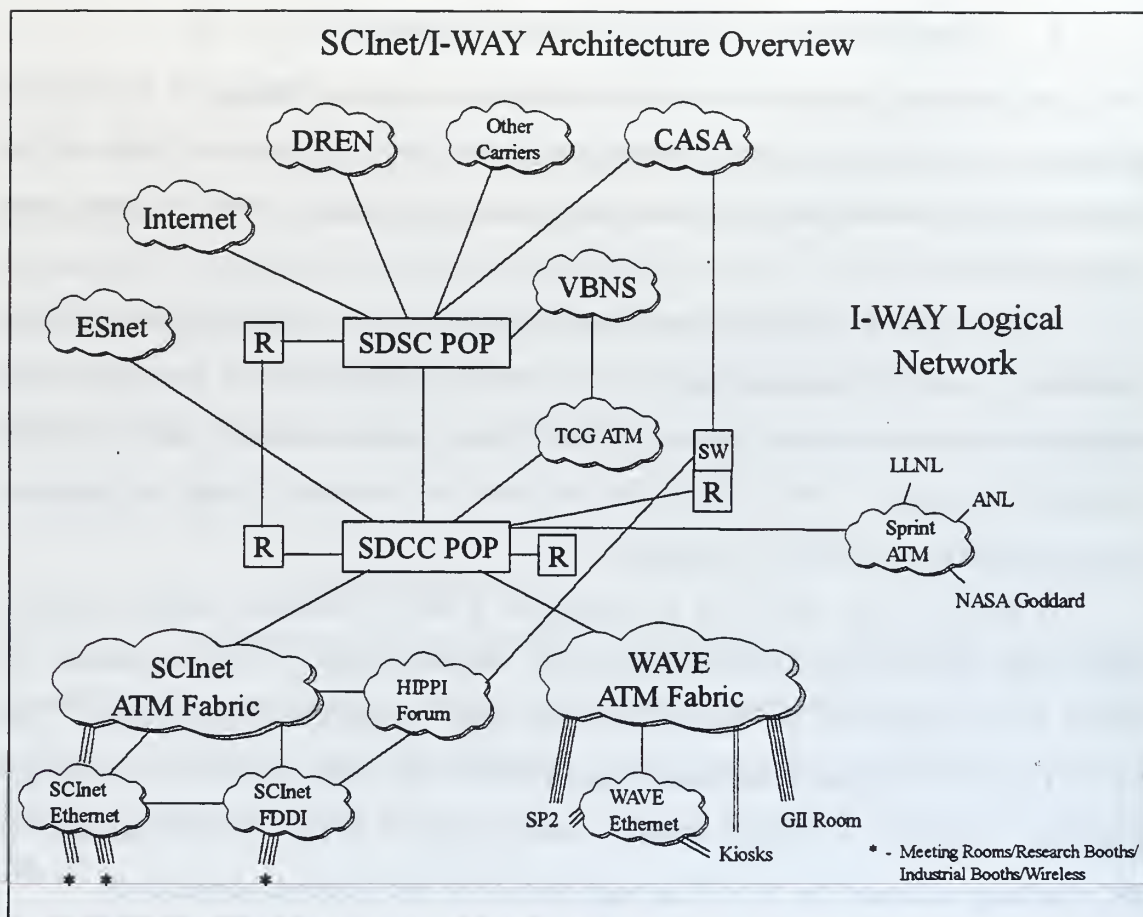 SCInet/I-WAY Architecture Overview
DREN
Other
Carriers
CASA
Internet
VBNS
ESnet
R
SDSC POP
I-WAY Logical
Network
TCG ATM
SW
R
LLNL
ANL
Sprint
ATM
NASA Goddard
R
SDCC POP
R
SCInet
ATM Fabric
HIPPI
Forum
WAVE
ATM Fabric
SCInet
Ethernet
SCInet
FDDI
SP2
WAVE
Ethernet
GII Room
Kiosks
* - Meeting Rooms/Research Booths/
Industrial Booths/Wireless
* * *